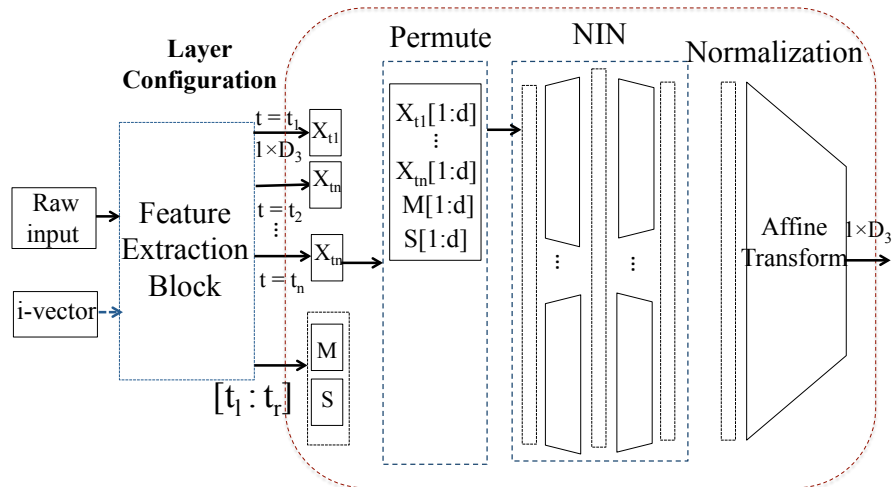 Layer
Configuration
Permute
NIN
Normalization
Raw
input
i-vector
Feature
Extraction
Block
t = t₁
1×D₃
t = t₂
⋮
t = tₙ
[tₗ : tᵣ]
Xₜ₁
Xₜₙ
Xₜₙ
M
S
Xₜ₁[1:d]
⋮
Xₜₙ[1:d]
M[1:d]
S[1:d]
⋮
⋮
Affine
Transform
1×D₃